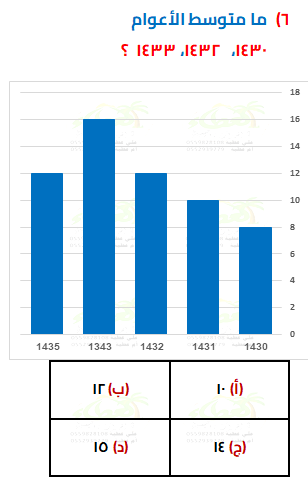 ٦) ما متوسط الأعوام
١٤٣٠، ١٤٣٢، ١٤٣٣ ؟
18
16
14
12
10
8
6
4
2
0
1435 1343 1432 1431 1430
(أ) ١٠
(ب) ١٢
(ج) ١٤
(د) ١٥